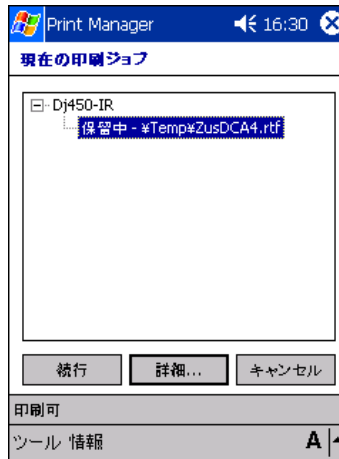 Print Manager 16:30
現在の印刷ジョブ
Dj450-IR
保留中 - ¥Temp¥ZusDCA4.rtf
続行 詳細... キャンセル
印刷可
ツール 情報 A